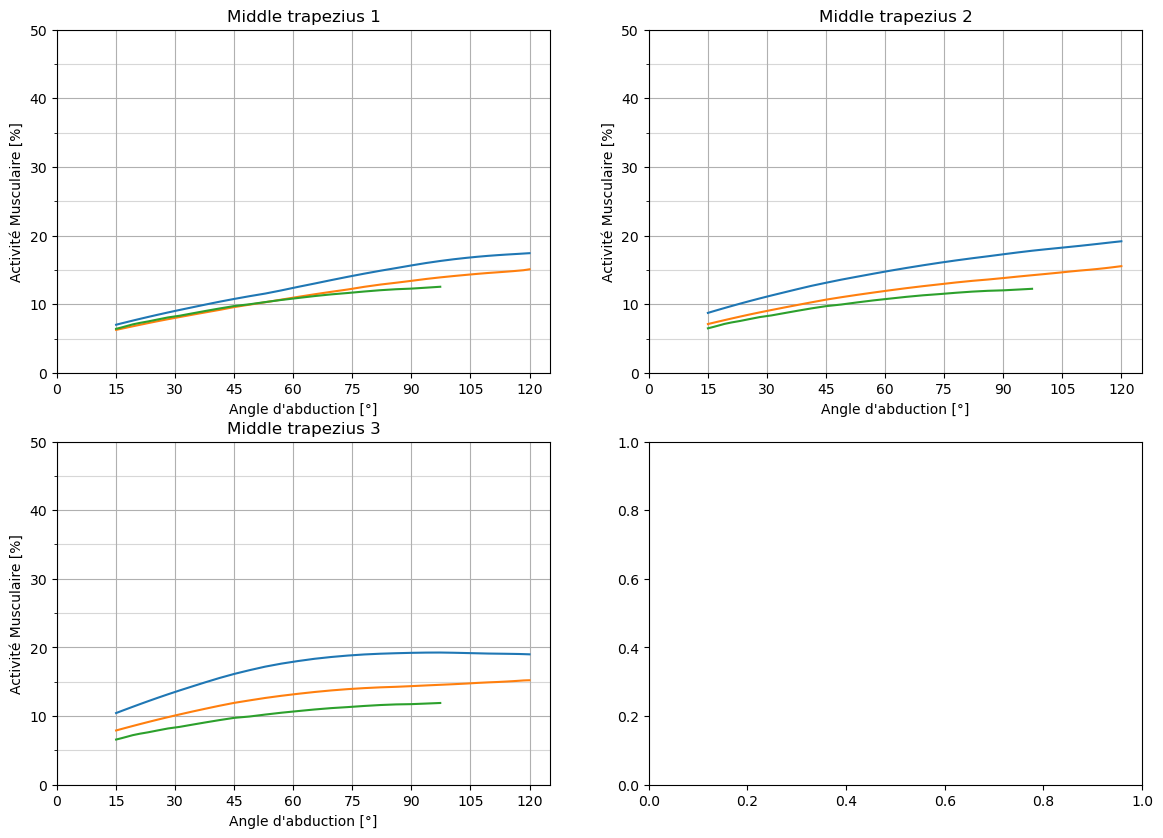 Middle trapezius 1
50
40
30
20
10
0
Activité Musculaire [%]
0 15 30 45 60 75 90 105 120
Angle d'abduction [°]
Middle trapezius 2
50
40
30
20
10
0
Activité Musculaire [%]
0 15 30 45 60 75 90 105 120
Angle d'abduction [°]
Middle trapezius 3
50
40
30
20
10
0
Activité Musculaire [%]
0 15 30 45 60 75 90 105 120
Angle d'abduction [°]
1.0
0.8
0.6
0.4
0.2
0.0
0.0 0.2 0.4 0.6 0.8 1.0